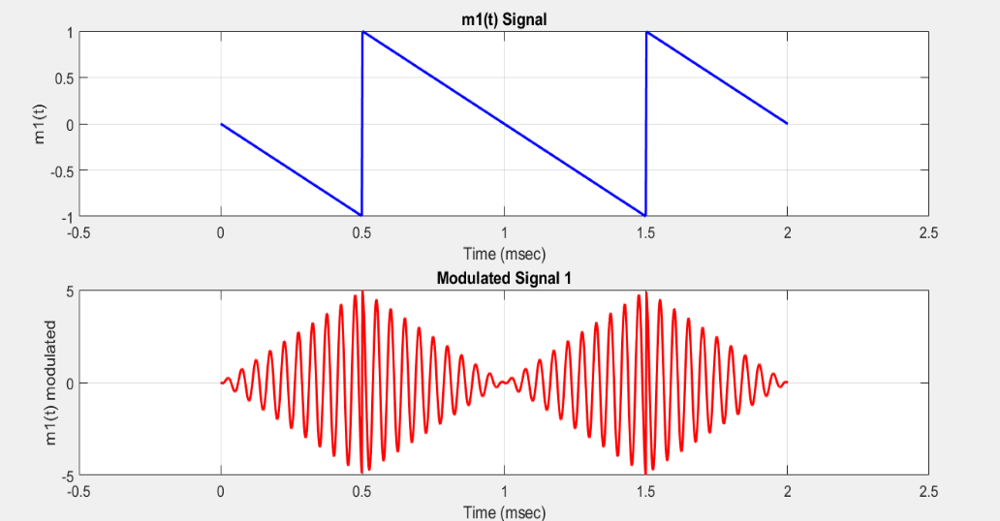 m1(t) Signal
1
0.5
0
-0.5
-1
m1(t)
-0.5 0 0.5 1 1.5 2 2.5
Time (msec)
Modulated Signal 1
5
0
-5
m1(t) modulated
-0.5 0 0.5 1 1.5 2 2.5
Time (msec)